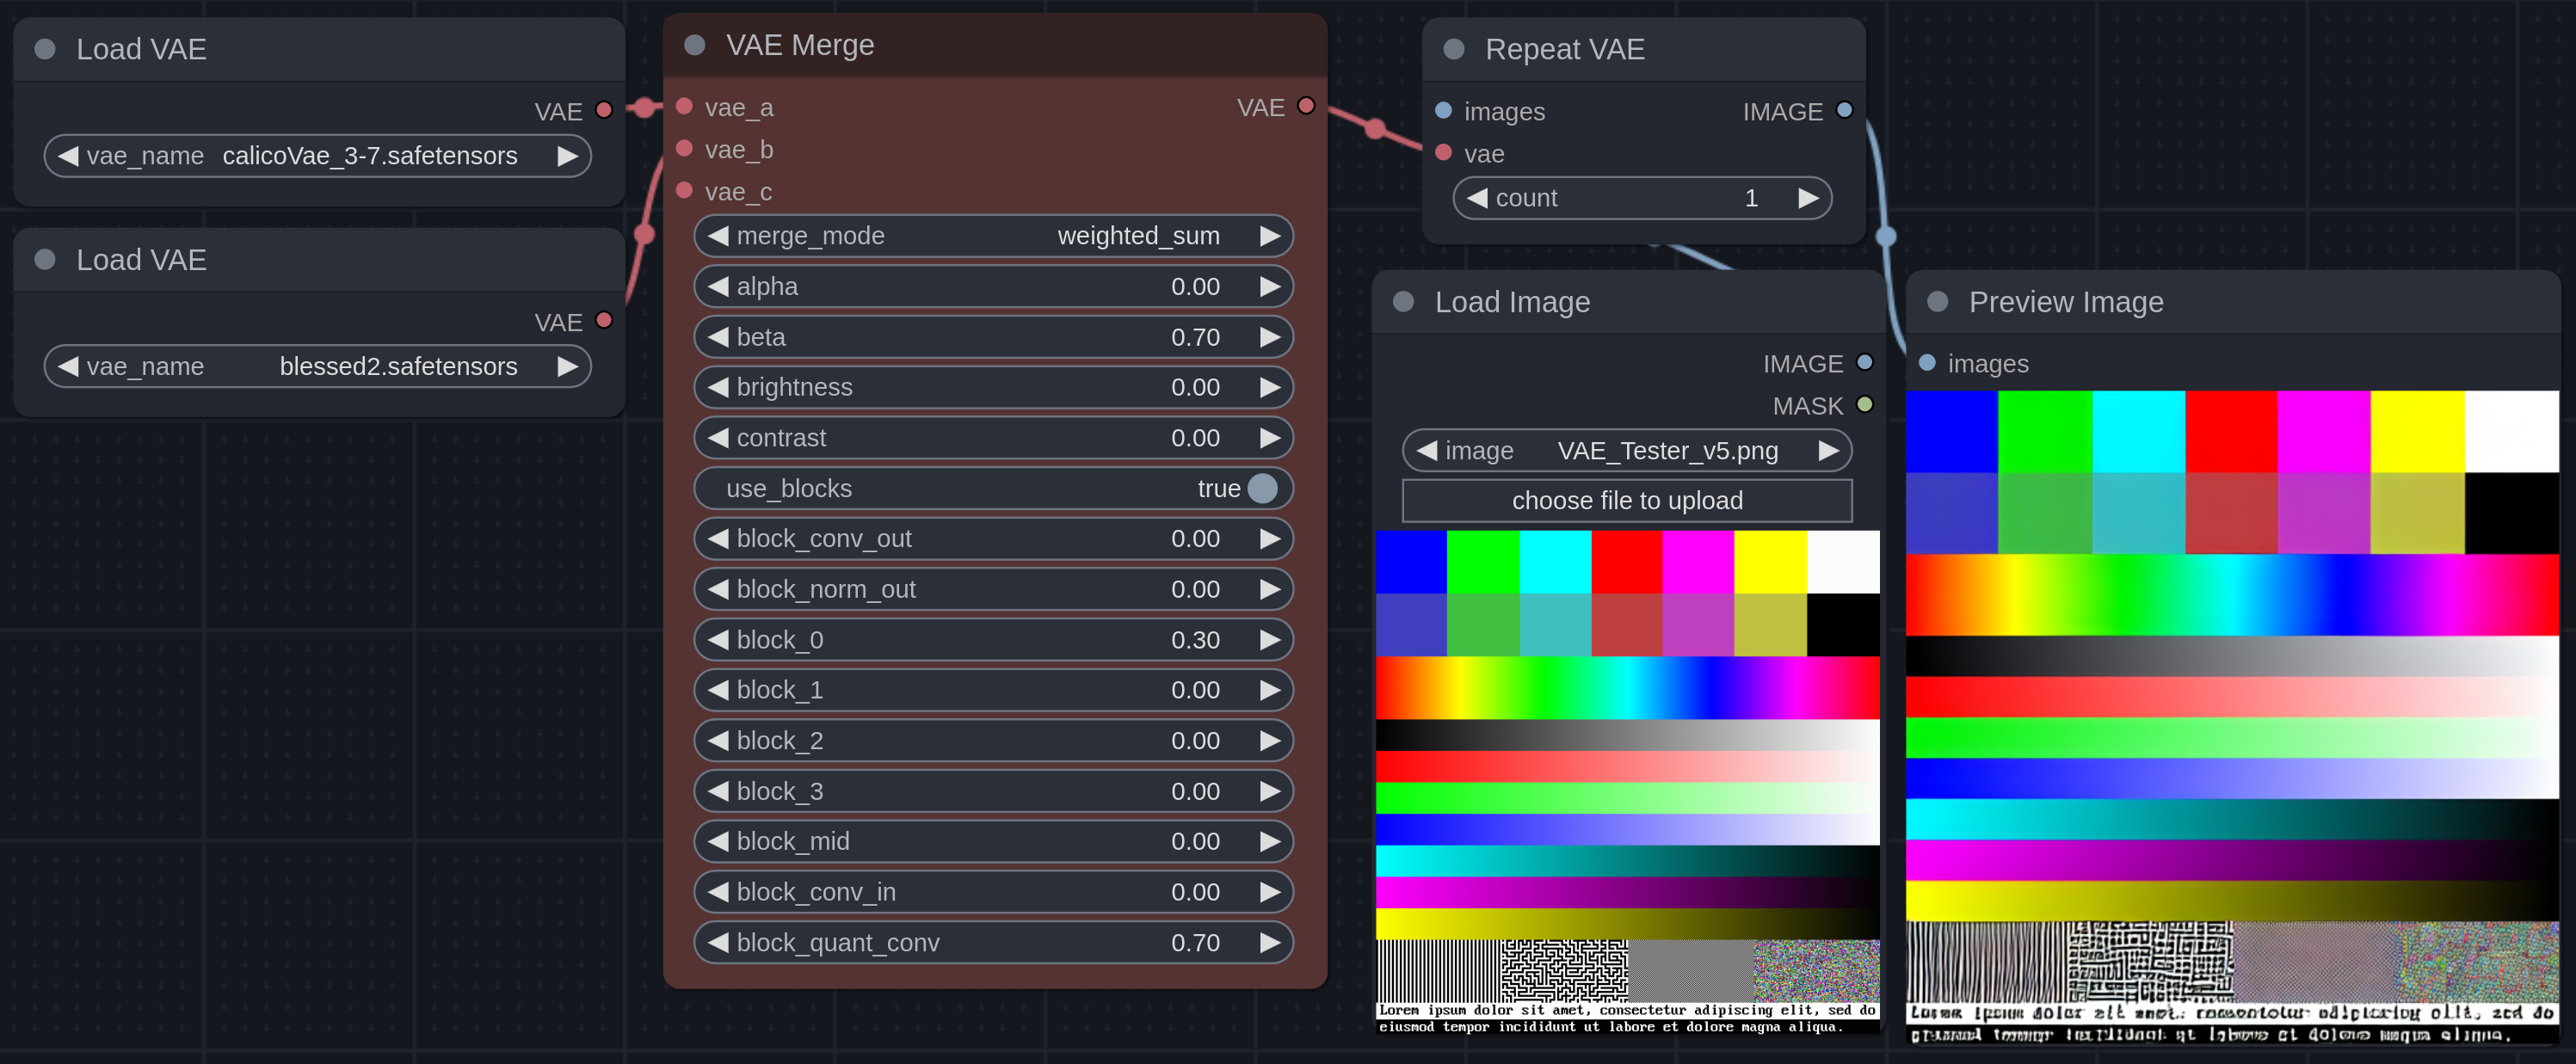 Load VAE
VAE
vae_name calicoVae_3-7.safetensors
Load VAE
VAE
vae_name blessed2.safetensors
VAE Merge
vae_a VAE
vae_b
vae_c
merge_mode weighted_sum
alpha 0.00
beta 0.70
brightness 0.00
contrast 0.00
use_blocks true
block_conv_out 0.00
block_norm_out 0.00
block_0 0.30
block_1 0.00
block_2 0.00
block_3 0.00
block_mid 0.00
block_conv_in 0.00
block_quant_conv 0.70
Repeat VAE
images IMAGE
vae
count 1
Load Image
IMAGE
MASK
image VAE_Tester_v5.png
choose file to upload
Lorem ipsum dolor sit amet, consectetur adipiscing elit, sed do
eiusmod tempor incididunt ut labore et dolore magna aliqua.
Preview Image
images